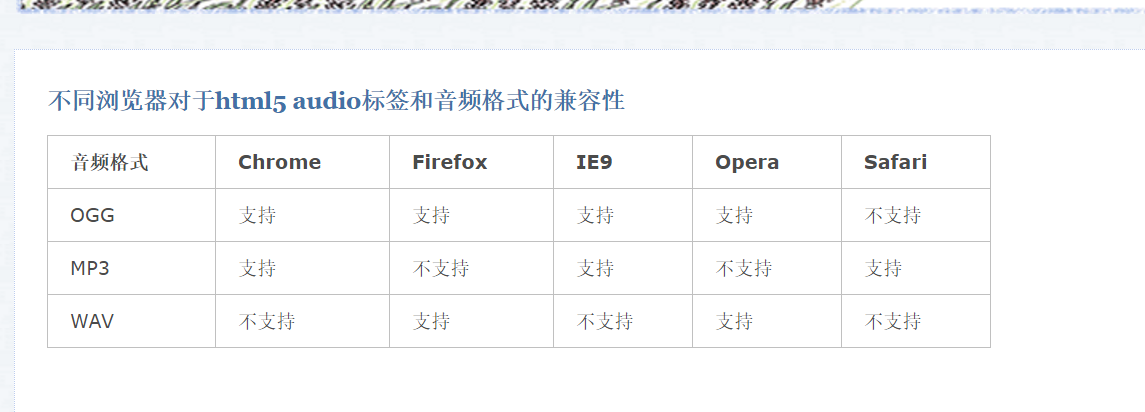 不同浏览器对于html5 audio标签和音频格式的兼容性
音频格式 Chrome Firefox IE9 Opera Safari
OGG 支持 支持 支持 支持 不支持
MP3 支持 不支持 支持 不支持 支持
WAV 不支持 支持 不支持 支持 不支持